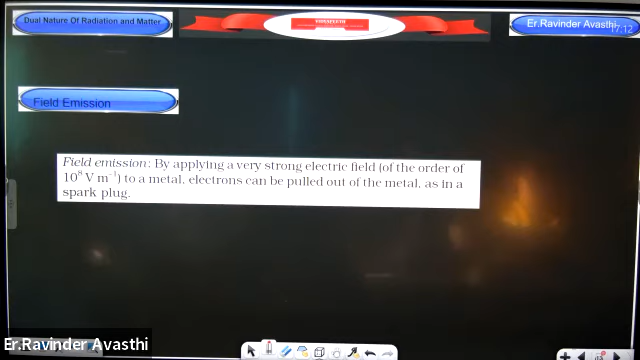 Dual Nature Of Radiation and Matter
Er.Ravinder Avasthi
17:12
Field Emission
Field emission: By applying a very strong electric field (of the order of
10⁸ V m⁻¹) to a metal, electrons can be pulled out of the metal, as in a
spark plug.
Er.Ravinder Avasthi